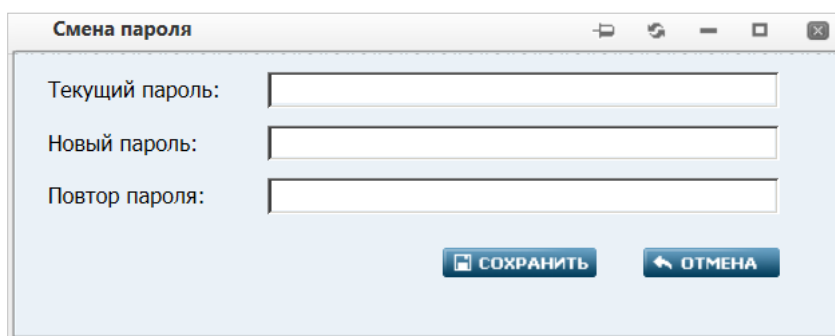 Смена пароля
Текущий пароль:
Новый пароль:
Повтор пароля:
СОХРАНИТЬ ОТМЕНА